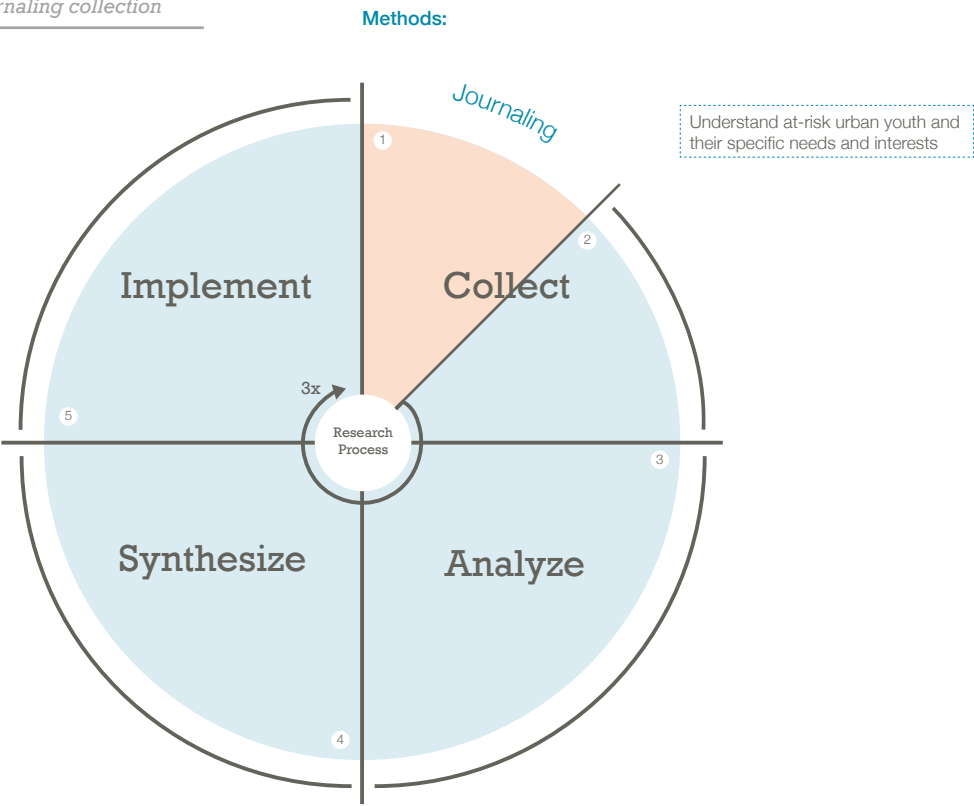 collection
Methods:
Journaling
Understand at-risk urban youth and
their specific needs and interests
1
2
Implement
Collect
3x
5
Research
Process
3
Synthesize
Analyze
4